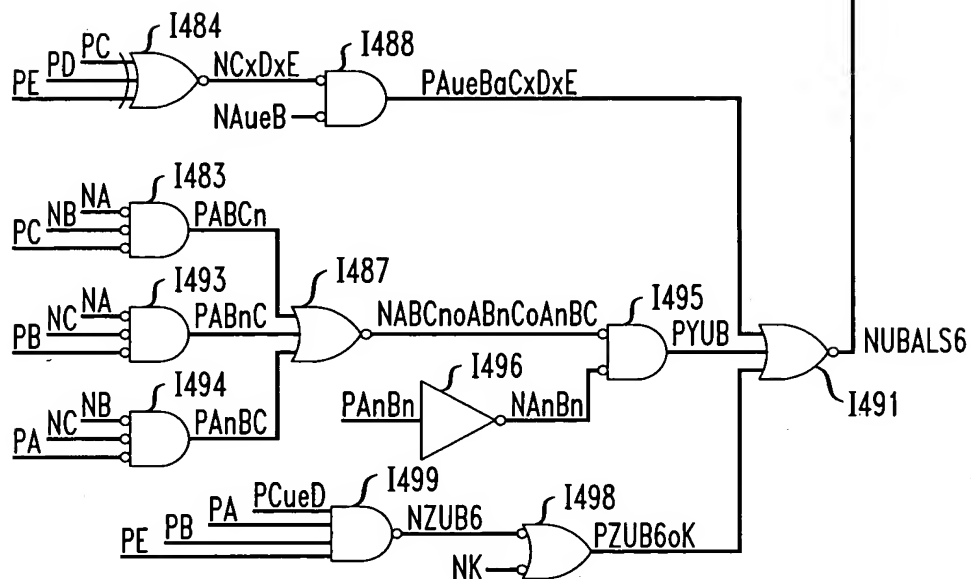 I484
I488
PC
PD
PE
NCxDxE
PAueBaCxDxE
NAueB
I483
NA
NB
PC
PABCn
I493
NA
NC
PB
PABnC
I487
NABCnoABnCoAnBC
I495
PYUB
NUBALS6
I491
I494
NB
NC
PA
PAnBC
I496
PAnBn
NAnBn
I499
PCueD
PA
PB
PE
NZUB6
I498
NK
PZUB6oK